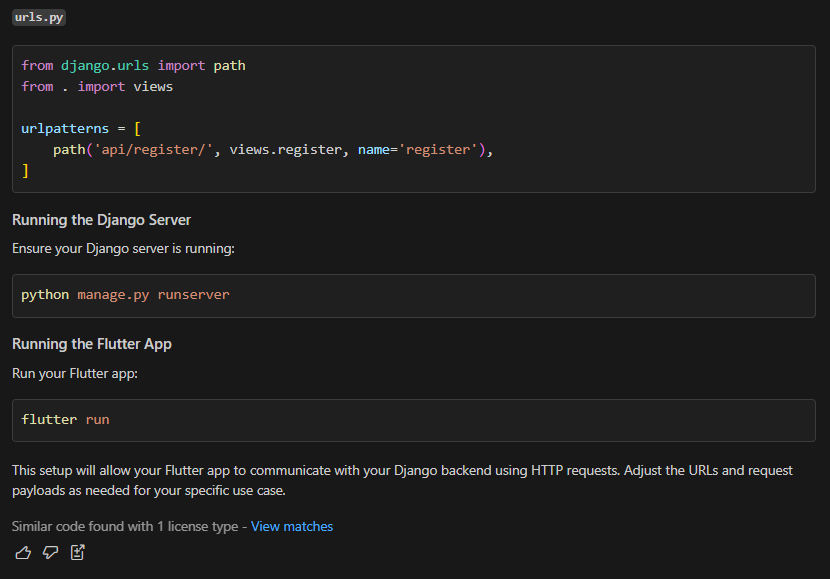 urls.py
from django.urls import path
from . import views
urlpatterns = [
    path('api/register/', views.register, name='register'),
]
Running the Django Server
Ensure your Django server is running:
python manage.py runserver
Running the Flutter App
Run your Flutter app:
flutter run
This setup will allow your Flutter app to communicate with your Django backend using HTTP requests. Adjust the URLs and request
payloads as needed for your specific use case.
Similar code found with 1 license type - View matches